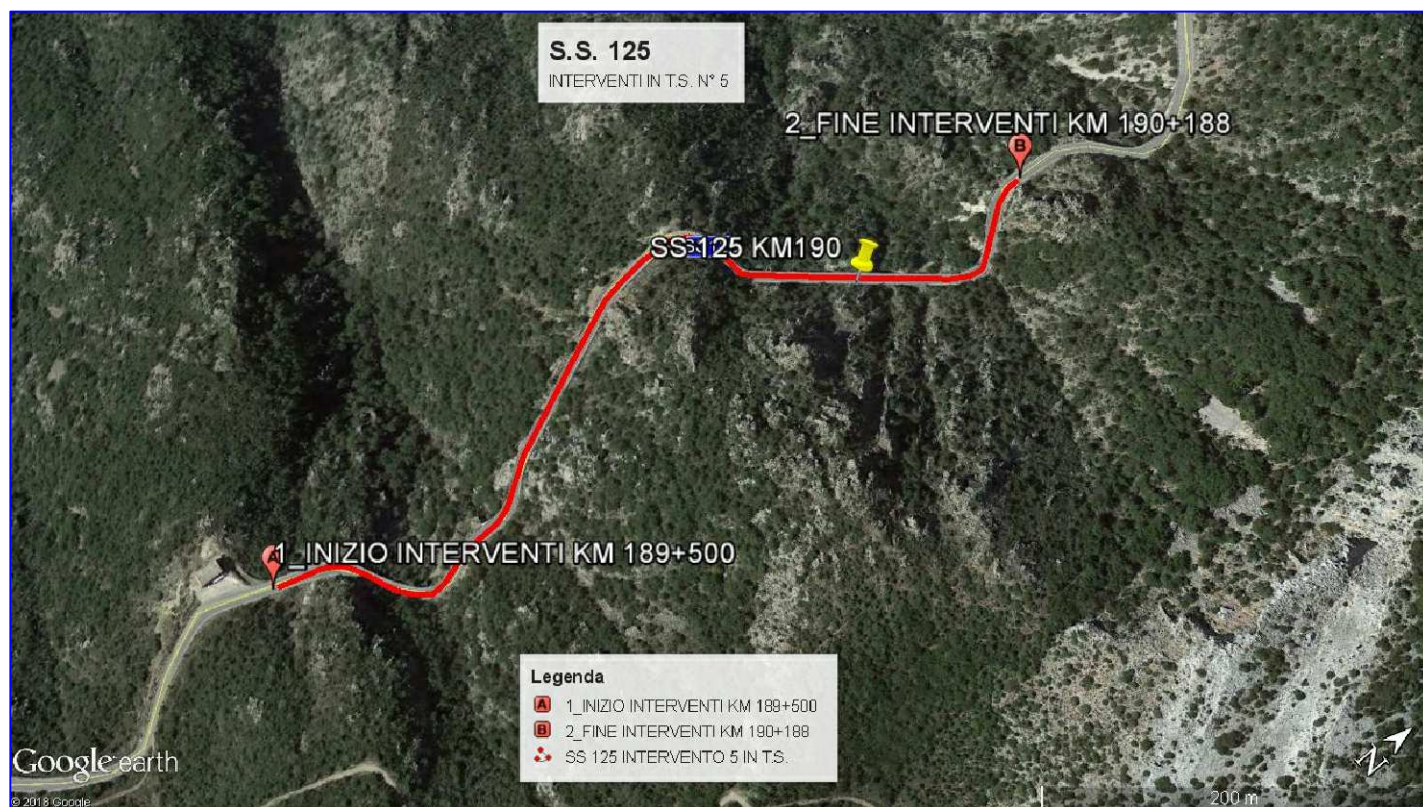 S.S. 125
INTERVENTI IN T.S. N° 5
2_FINE INTERVENTI KM 190+188
B
SS 125 KM190
A
1_INIZIO INTERVENTI KM 189+500
Legenda
A 1_INIZIO INTERVENTI KM 189+500
B 2_FINE INTERVENTI KM 190+188
SS 125 INTERVENTO 5 IN T.S.
Google earth
© 2018 Google
N
200 m